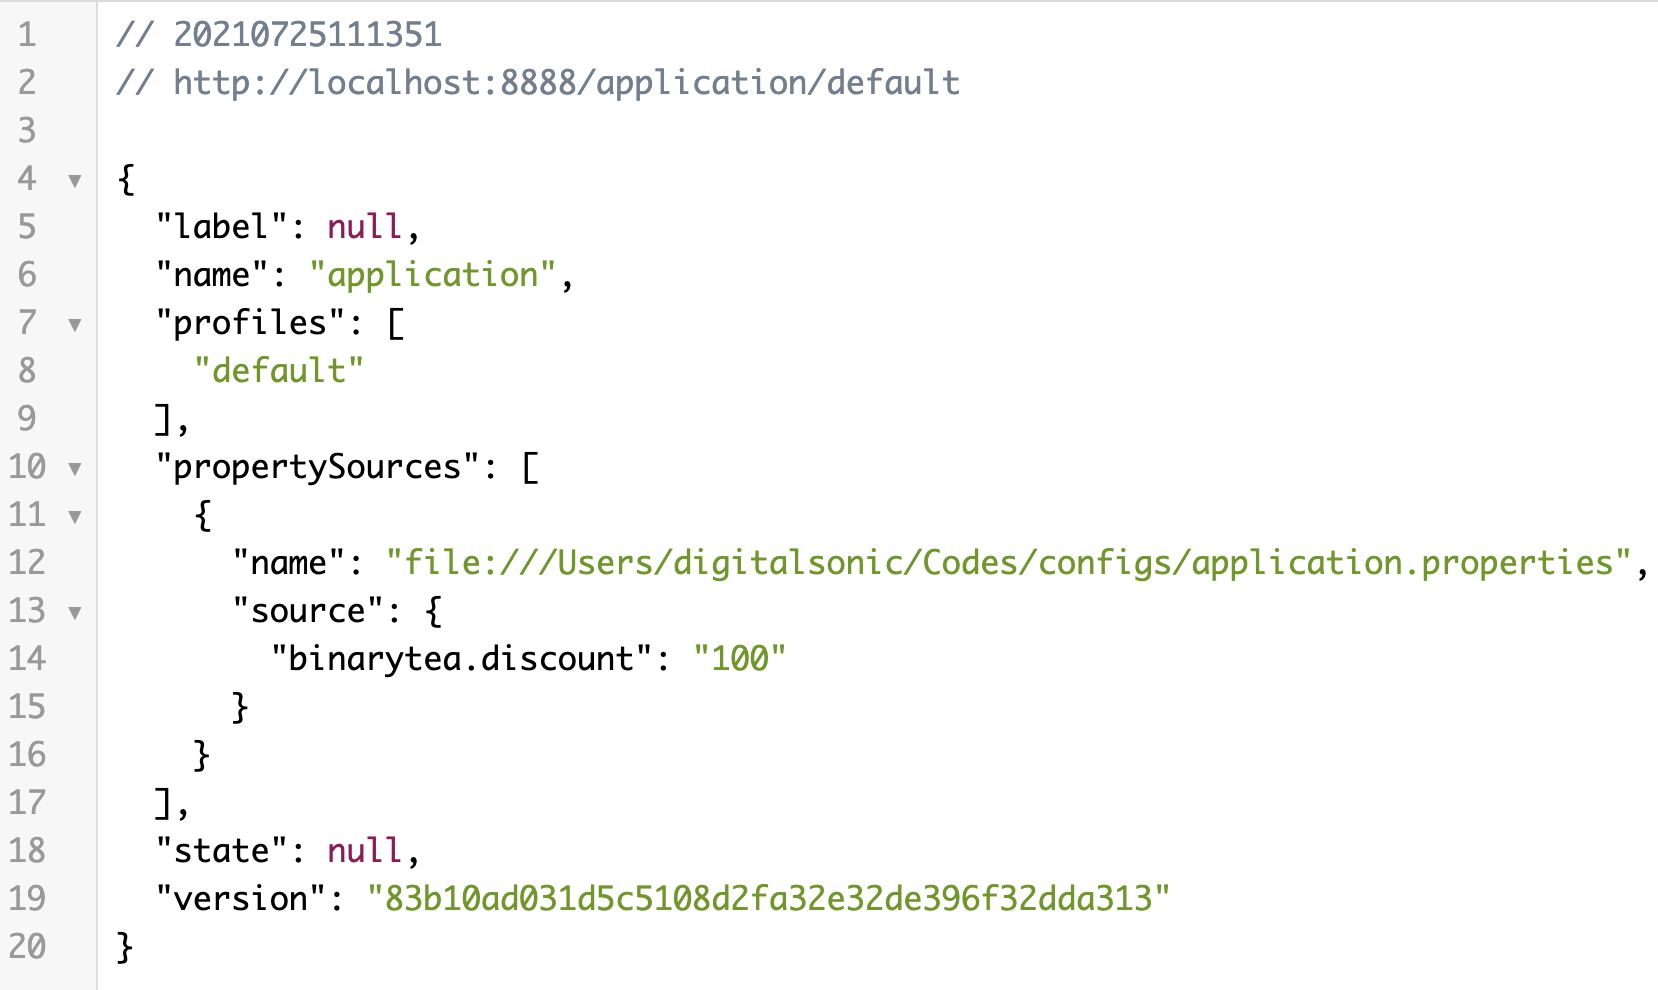 1 // 20210725111351
2 // http://localhost:8888/application/default
3
4 ▼ {
5 "label": null,
6 "name": "application",
7 ▼ "profiles": [
8 "default"
9 ],
10 ▼ "propertySources": [
11 ▼ {
12 "name": "file:///Users/digitalsonic/Codes/configs/application.properties",
13 ▼ "source": {
14 "binarytea.discount": "100"
15 }
16 }
17 ],
18 "state": null,
19 "version": "83b10ad031d5c5108d2fa32e32de396f32dda313"
20 }